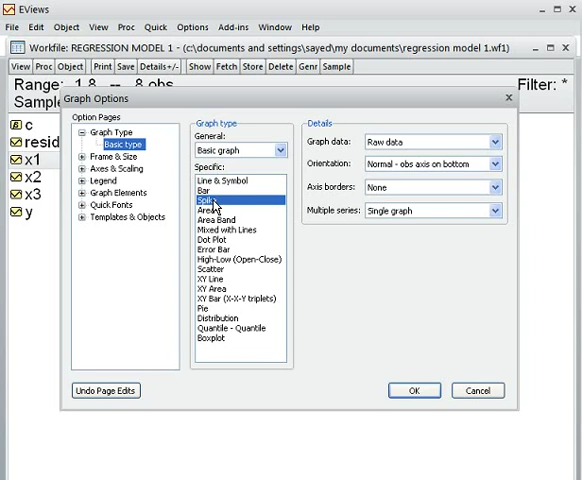 EViews
File Edit Object View Proc Quick Options Add-ins Window Help
Workfile: REGRESSION MODEL 1 - (c:\documents and settings\sayed\my documents\regression model 1.wf1)
View Proc Object Print Save Details+/- Show Fetch Store Delete Genr Sample
Range: 1 8 -- 8 obs Filter: *
Sample
c
resid
x1
x2
x3
y
Graph Options
Option Pages
Graph Type
Basic type
Frame & Size
Axes & Scaling
Legend
Graph Elements
Quick Fonts
Templates & Objects
Graph type
General:
Basic graph
Specific:
Line & Symbol
Bar
Spike
Area
Area Band
Mixed with Lines
Dot Plot
Error Bar
High-Low (Open-Close)
Scatter
XY Line
XY Area
XY Bar (X-X-Y triplets)
Pie
Distribution
Quantile - Quantile
Boxplot
Details
Graph data: Raw data
Orientation: Normal - obs axis on bottom
Axis borders: None
Multiple series: Single graph
Undo Page Edits
OK
Cancel